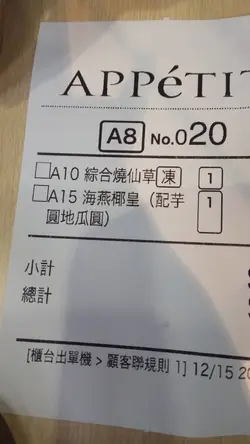 APPéTIT
A8 No.020
□A10 綜合燒仙草凍 1
□A15 海燕椰皇（配芋 1
圓地瓜圓）
小計
總計
[櫃台出單機 > 顧客聯規則 1] 12/15 20